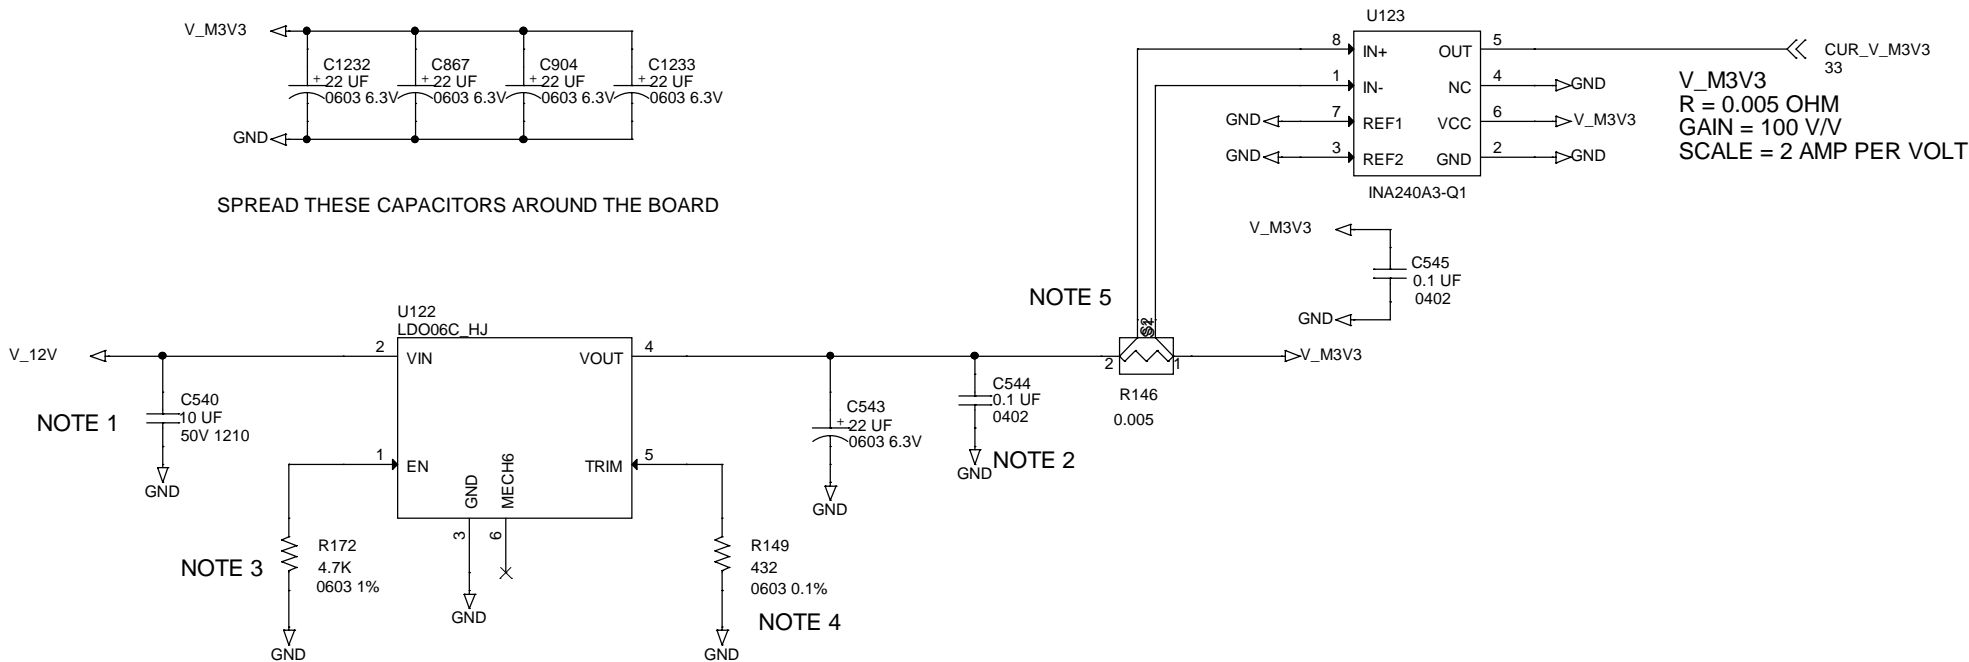 V_M3V3
C1232
+ 22 UF
0603 6.3V
C867
+ 22 UF
0603 6.3V
C904
+ 22 UF
0603 6.3V
C1233
+ 22 UF
0603 6.3V
GND
SPREAD THESE CAPACITORS AROUND THE BOARD
U123
8 IN+ OUT 5
1 IN- NC 4 GND
GND 7 REF1 VCC 6 V_M3V3
GND 3 REF2 GND 2 GND
INA240A3-Q1
CUR_V_M3V3
33
V_M3V3
R = 0.005 OHM
GAIN = 100 V/V
SCALE = 2 AMP PER VOLT
V_M3V3
C545
0.1 UF
0402
GND
NOTE 5
U122
LDO06C_HJ
V_12V
2 VIN VOUT 4
C540
10 UF
50V 1210
NOTE 1
GND
1 EN TRIM 5
GND
MECH6
3
6
GND
NOTE 3
R172
4.7K
0603 1%
GND
R149
432
0603 0.1%
NOTE 4
GND
C543
+ 22 UF
0603 6.3V
GND
C544
0.1 UF
0402
GND
NOTE 2
2
1
V_M3V3
R146
0.005